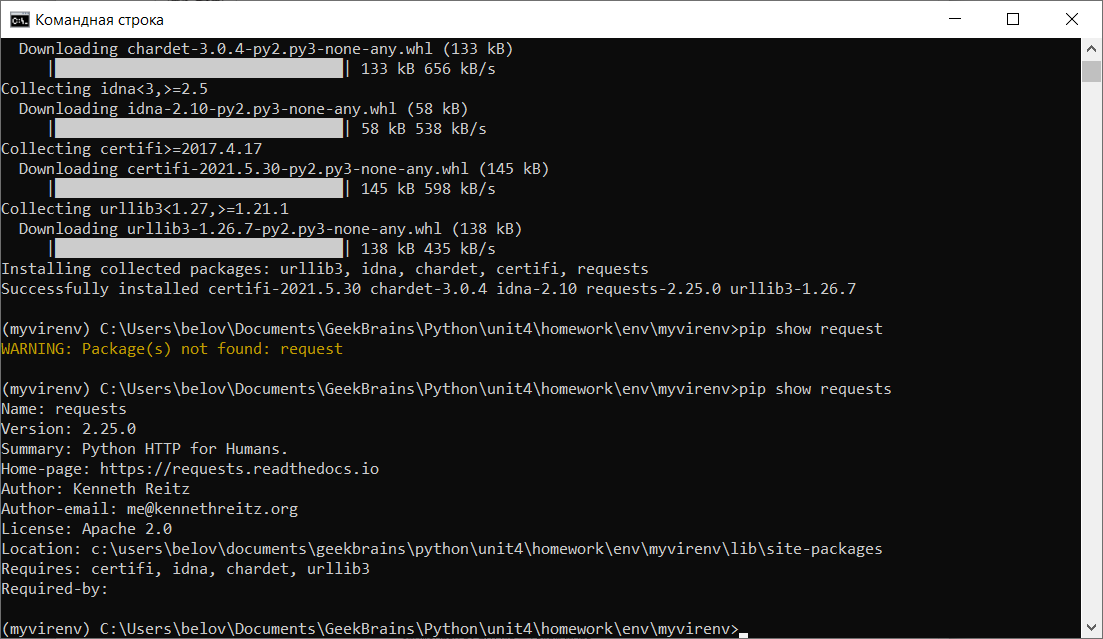 Командная строка
Downloading chardet-3.0.4-py2.py3-none-any.whl (133 kB)
|████████████████████████████████| 133 kB 656 kB/s
Collecting idna<3,>=2.5
Downloading idna-2.10-py2.py3-none-any.whl (58 kB)
|████████████████████████████████| 58 kB 538 kB/s
Collecting certifi>=2017.4.17
Downloading certifi-2021.5.30-py2.py3-none-any.whl (145 kB)
|████████████████████████████████| 145 kB 598 kB/s
Collecting urllib3<1.27,>=1.21.1
Downloading urllib3-1.26.7-py2.py3-none-any.whl (138 kB)
|████████████████████████████████| 138 kB 435 kB/s
Installing collected packages: urllib3, idna, chardet, certifi, requests
Successfully installed certifi-2021.5.30 chardet-3.0.4 idna-2.10 requests-2.25.0 urllib3-1.26.7
(myvirenv) C:\Users\belov\Documents\GeekBrains\Python\unit4\homework\env\myvirenv>pip show request
WARNING: Package(s) not found: request
(myvirenv) C:\Users\belov\Documents\GeekBrains\Python\unit4\homework\env\myvirenv>pip show requests
Name: requests
Version: 2.25.0
Summary: Python HTTP for Humans.
Home-page: https://requests.readthedocs.io
Author: Kenneth Reitz
Author-email: me@kennethreitz.org
License: Apache 2.0
Location: c:\users\belov\documents\geekbrains\python\unit4\homework\env\myvirenv\lib\site-packages
Requires: certifi, idna, chardet, urllib3
Required-by:
(myvirenv) C:\Users\belov\Documents\GeekBrains\Python\unit4\homework\env\myvirenv>